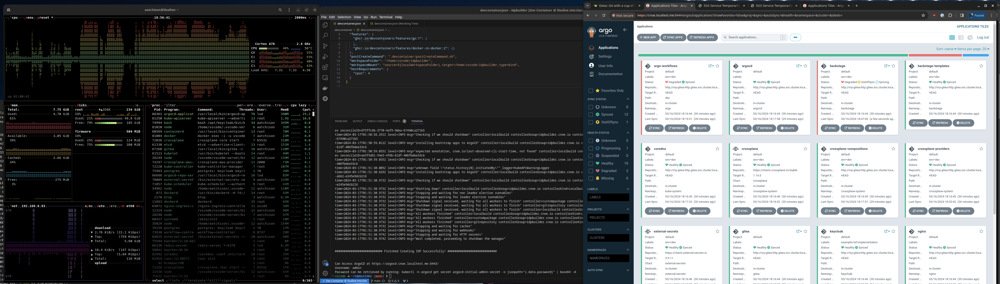 aatchison@5isalive: ~
cpu menu preset * 18:56:41 - 2000ms +
Cortex A76 2.4 GHz
CPU 48% 56°C
C0 55%
C1 55%
C2 40%
C3 43%
Load AVG: 7.31 7.33 4.58
up 01:00:42
mem disks io
Total: 7.75 GiB
Used: 4.70 GiB
61%
Available: 3.05 GiB
39%
Cached: 2.66 GiB
34%
Free: 275 MiB
3%
root ▼▲356K 234 GiB
IO%
Used: 21% 48.8 GiB
Free: 79% 185 GiB
firmware 504 MiB
IO%
Used: 25% 124 MiB
Free: 75% 380 MiB
net 192.168.6.83 sync auto zero <b eth0 n>
67K
download
▼ 2.76 KiB/s (22.1 Kibps)
▼ Top: (759 Mibps)
▼ Total: 5.60 GiB
▲ 18.4 KiB/s (147 Kibps)
▲ Top: (5.84 Mibps)
▲ Total: 116 MiB
upload
67K
proc filter per-core reverse tree < cpu lazy >
Pid: Program: Command: Threads: User: MemB Cpu% ↑
66361 argocd-applicat /usr/local/bin/argocd-ap 76 lxd 390M 25.2
61250 kube-apiserver kube-apiserver --adverti 13 root 1.5G 16.8
74994 bash bash /opt/keycloak/bin/k 34 aatchison 345M 0.0
81020 node /home/vscode/.vscode-ser 6 aatchison 31M 0.0
60569 containerd /usr/local/bin/container 13 root 78M 0.1
81004 docker docker exec -i -u vscode 7 aatchison 23M 0.0
72036 crossplane crossplane core start 7 65532 218M 0.1
61330 etcd etcd --advertise-client- 13 root 151M 1.4
67260 gitea /usr/local/bin/gitea -c 16 aatchison 138M 0.1
61523 kubelet /usr/bin/kubelet --boots 14 root 94M 1.1
28249 node /vscode/vscode-server/bi 12 aatchison 139M 1.1
74297 crossplane-aws- crossplane-aws-provider 11 2000 73M 0.2
72220 kube-controller kube-controller-manager 7 root 107M 0.5
75983 postgres postgres: keycloak keycl 1 70 26M 0.0
66686 argocd-repo-ser /usr/local/bin/argocd-re 16 lxd 85M 0.1
70009 external-secret /bin/external-secrets ce 9 aatchison 125M 0.0
71057 kube-scheduler kube-scheduler --authent 9 root 41M 0.1
34962 node /home/aatchison/.vscode- 11 aatchison 110M 0.1
871 dockerd /usr/bin/dockerd -H fd:/ 14 root 93M 0.1
2170 btop btop 3 aatchison 6.5M 0.1
11683 dockerd dockerd 15 root 65M 0.1
64072 nginx-ingress-c /nginx-ingress-controlle 11 uuidd 36M 0.1
12329 node /vscode/vscode-server/bi 11 aatchison 96M 0.1
28298 node /vscode/vscode-server/bi 7 aatchison 97M 0.0
60427 systemd /sbin/init 1 root 10M 0.0
35029 node /home/aatchison/.vscode- 12 aatchison 154M 0.0
76159 postgres postgres: keycloak keycl 1 70 17M 0.0
73938 workflow-contro workflow-controller 9 8737 29M 0.1
69825 external-secret /bin/external-secrets -- 10 aatchison 68M 0.1
75594 kworker/1:1H-kbl 1 root 0B 0.0
66236 redis-server redis-server *:6379 5 lxd 8.2M 0.1
56042 kworker/0:1H 1 root 0B 0.0
62992 coredns /coredns -conf /etc/core 10 root 35M 0.1
62959 runc:[2:INIT] runc init 9 root 35M 0.1
42 kcompactd0 1 root 0B 0.0
71256 crossplane crossplane rbac start -- 7 65532 37M 0.0
12438 node /vscode/vscode-server/bi 12 root 65M 0.0
75632 kworker/3:1H 1 root 0B 0.0
↑ select ↓ info ↵ terminate kill signals 0/303
devcontainer.json - idpbuilder [Dev Container @ 5isalive.mtcc.lan]
File Edit Selection View Go Run Terminal Help
devcontainer.json × devcontainer.json (Working Tree)
.devcontainer > devcontainer.json > ...
3 "features": {
4 "ghcr.io/devcontainers/features/go:1": {
6 },
7 "ghcr.io/devcontainers/features/docker-in-docker:2": {}
8 },
9 "postCreateCommand": ".devcontainer/postCreateCommand.sh",
10 "workspaceFolder": "/home/vscode/idpbuilder",
11 "workspaceMount": "source=${localWorkspaceFolder},target=/home/vscode/idpbuilder,type=bind",
12 "hostRequirements": {
13 "cpus": 4
14 }
15 }
16
PROBLEMS OUTPUT DEBUG CONSOLE PORTS 3 TERMINAL
ev reconcileID=d75ffc6b-3770-4af9-9dea-67490ca271b5
time=2024-03-17T01:50:58.291Z level=INFO msg="Checking if we should shutdown" controller=localbuild controllerGroup=idpbuilder.cnoe.io contro
-67490ca271b5
time=2024-03-17T01:50:59.012Z level=INFO msg="installing bootstrap apps to ArgoCD" controller=localbuild controllerGroup=idpbuilder.cnoe.io c
-81df-406fbdee33c6
time=2024-03-17T01:50:59.035Z level=INFO msg="expected annotation, cnoe.io/last-observed-cli-start-time, not found" controller=localbuild con
ev reconcileID=ae5f5d81-54e5-4f8b-81df-406fbdee33c6
time=2024-03-17T01:50:59.035Z level=INFO msg="Checking if we should shutdown" controller=localbuild controllerGroup=idpbuilder.cnoe.io contro
-406fbdee33c6
time=2024-03-17T01:51:30.005Z level=INFO msg="unknown field \"status.history[0].initiatedBy\"" logger=KubeAPIWarningLogger
time=2024-03-17T01:51:30.829Z level=INFO msg="installing bootstrap apps to ArgoCD" controller=localbuild controllerGroup=idpbuilder.cnoe.io c
-ab62-e245e9dcb218
time=2024-03-17T01:51:30.973Z level=INFO msg="Checking if we should shutdown" controller=localbuild controllerGroup=idpbuilder.cnoe.io contro
-e245e9dcb218
time=2024-03-17T01:51:30.973Z level=INFO msg="Shutting Down" controller=localbuild controllerGroup=idpbuilder.cnoe.io controllerKind=Localbui
time=2024-03-17T01:51:30.973Z level=INFO msg="Stopping and waiting for non leader election runnables"
time=2024-03-17T01:51:30.973Z level=INFO msg="Stopping and waiting for leader election runnables"
time=2024-03-17T01:51:30.973Z level=INFO msg="Shutdown signal received, waiting for all workers to finish" controller=custompackage controlle
time=2024-03-17T01:51:30.973Z level=INFO msg="Shutdown signal received, waiting for all workers to finish" controller=gitrepository controlle
time=2024-03-17T01:51:30.973Z level=INFO msg="Shutdown signal received, waiting for all workers to finish" controller=localbuild controllerGr
time=2024-03-17T01:51:30.973Z level=INFO msg="All workers finished" controller=localbuild controllerGroup=idpbuilder.cnoe.io controllerKind=L
time=2024-03-17T01:51:30.973Z level=INFO msg="All workers finished" controller=custompackage controllerGroup=idpbuilder.cnoe.io controllerKin
time=2024-03-17T01:51:30.973Z level=INFO msg="All workers finished" controller=gitrepository controllerGroup=idpbuilder.cnoe.io controllerKin
time=2024-03-17T01:51:30.973Z level=INFO msg="Stopping and waiting for caches"
time=2024-03-17T01:51:30.974Z level=INFO msg="Stopping and waiting for webhooks"
time=2024-03-17T01:51:30.974Z level=INFO msg="Stopping and waiting for HTTP servers"
time=2024-03-17T01:51:30.974Z level=INFO msg="Wait completed, proceeding to shutdown the manager"
########################### Finished Creating IDP Successfully! ############################
Can Access ArgoCD at https://argocd.cnoe.localtest.me:8443/
Username: admin
Password can be retrieved by running: kubectl -n argocd get secret argocd-initial-admin-secret -o jsonpath="{.data.password}" | base64 -d
vscode → ~/idpbuilder (main) $
Dev Container @ 5isalive.mtcc.lan main 0 0 3
Gitea: Git with a cup of × Applications Tiles - Argo × 503 Service Temporarily × 503 Service Temporarily × Applications Tiles - Argo × +
Not secure https://cnoe.localtest.me:8444/argocd/applications?showFavorites=false&proj=&sync=&autoSync=&health=&namespace=&cluster=&labels= Paused
argo
v2.8.7+d6f3b02
Applications
Settings
User Info
Documentation
Favorites Only
SYNC STATUS
Unknown 0
Synced 12
OutOfSync 1
HEALTH STATUS
Unknown 0
Progressing 1
Suspended 0
Healthy 10
Degraded 2
Missing 0
LABELS
LABELS
PROJECTS
PROJECTS
CLUSTERS
CLUSTERS
NAMESPACES
NAMESPACES
AUTO SYNC
Applications APPLICATIONS TILES
+ NEW APP SYNC APPS REFRESH APPS Search applications... / Log out
Sort: name Items per page: 20
argo-workflows
Project: default
Labels: env=dev
Status: Degraded Synced
Reposito... http://my-gitea-http.gitea.svc.cluster.loca...
Target R... HEAD
Path: dev
Destinati... in-cluster
Namesp... argo
Created ... 03/16/2024 18:16:44 (30 minutes ago)
Last Sync: 03/16/2024 18:19:31 (28 minutes ago)
SYNC REFRESH DELETE
argocd
Project: default
Labels:
Status: Healthy Synced
Reposito... http://my-gitea-http.gitea.svc.cluster.loca...
Target R... HEAD
Path: .
Destinati... in-cluster
Namesp... argocd
Created ... 03/16/2024 18:16:44 (30 minutes ago)
Last Sync: 03/16/2024 18:17:58 (29 minutes ago)
SYNC REFRESH DELETE
backstage
Project: default
Labels: env=dev
Status: Degraded OutOfSync Syncing
Reposito... http://my-gitea-http.gitea.svc.cluster.loca...
Target R... HEAD
Path: .
Destinati... in-cluster
Namesp... backstage
Created ... 03/16/2024 18:16:44 (30 minutes ago)
Last Sync: 03/16/2024 18:47:06 (a few seconds ag...
SYNC REFRESH DELETE
backstage-templates
Project: default
Labels: env=dev
Status: Healthy Synced
Reposito... http://my-gitea-http.gitea.svc.cluster.loca...
Target R... HEAD
Path: .
Destinati... in-cluster
Namesp... backstage
Created ... 03/16/2024 18:16:44 (30 minutes ago)
SYNC REFRESH DELETE
coredns
Project: default
Labels: env=dev
Status: Healthy Synced
Reposito... http://my-gitea-http.gitea.svc.cluster.loca...
Target R... HEAD
Path: .
Destinati... in-cluster
Namesp... kube-system
Created ... 03/16/2024 18:16:45 (30 minutes ago)
Last Sync: 03/16/2024 18:17:23 (30 minutes ago)
SYNC REFRESH DELETE
crossplane
Project: default
Labels: env=dev
Status: Healthy Synced
Reposito... https://charts.crossplane.io/stable
Target R... 1.14.5
Chart: crossplane
Destinati... in-cluster
Namesp... crossplane-system
Created ... 03/16/2024 18:16:46 (30 minutes ago)
Last Sync: 03/16/2024 18:16:52 (30 minutes ago)
SYNC REFRESH DELETE
crossplane-compositions
Project: default
Labels: env=dev
Status: Healthy Synced
Reposito... http://my-gitea-http.gitea.svc.cluster.loca...
Target R... HEAD
Path: .
Destinati... in-cluster
Namesp... crossplane-system
Created ... 03/16/2024 18:16:45 (30 minutes ago)
Last Sync: 03/16/2024 18:17:51 (29 minutes ago)
SYNC REFRESH DELETE
crossplane-providers
Project: default
Labels: env=dev
Status: Healthy Synced
Reposito... http://my-gitea-http.gitea.svc.cluster.loca...
Target R... HEAD
Path: .
Destinati... in-cluster
Namesp... crossplane-system
Created ... 03/16/2024 18:16:45 (30 minutes ago)
Last Sync: 03/16/2024 18:20:42 (26 minutes ago)
SYNC REFRESH DELETE
external-secrets
Project: default
Labels: env=dev
Status: Healthy Synced
Reposito... https://charts.external-secrets.io
Target R... 0.9.11
Chart: external-secrets
Destinati... in-cluster
Namesp... external-secrets
Created ... 03/16/2024 18:16:46 (30 minutes ago)
gitea
Project: default
Labels:
Status: Healthy Synced
Reposito... http://my-gitea-http.gitea.svc.cluster.loca...
Target R... HEAD
Path: .
Destinati... in-cluster
Namesp... gitea
Created ... 03/16/2024 18:16:44 (30 minutes ago)
keycloak
Project: default
Labels: example=ref-implementation
Status: Healthy Synced
Reposito... http://my-gitea-http.gitea.svc.cluster.loca...
Target R... HEAD
Path: .
Destinati... in-cluster
Namesp... keycloak
Created ... 03/16/2024 18:16:46 (30 minutes ago)
nginx
Project: default
Labels:
Status: Healthy Synced
Reposito... http://my-gitea-http.gitea.svc.cluster.loca...
Target R... HEAD
Path: .
Destinati... in-cluster
Namesp... nginx
Created ... 03/16/2024 18:16:44 (30 minutes ago)